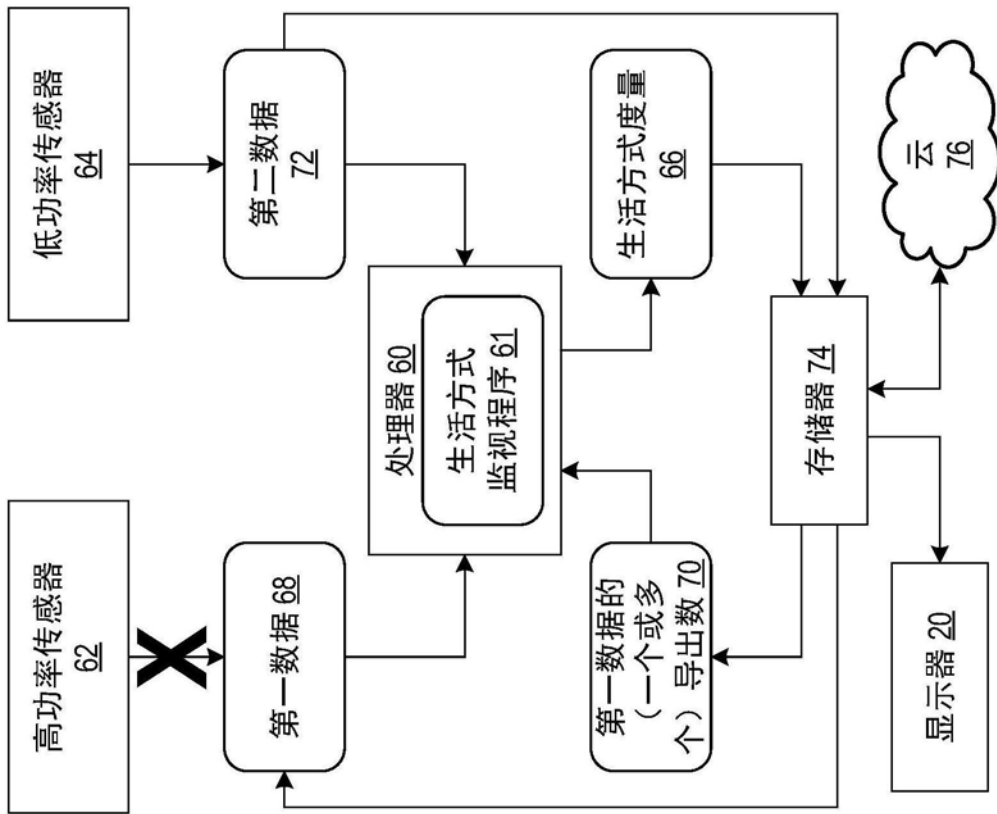 高功率传感器
62
低功率传感器
64
第一数据 68
第二数据
72
处理器 60
生活方式
监视程序 61
第一数据的
（一个或多
个）导出数 70
生活方式度量
66
存储器 74
显示器 20
云
76